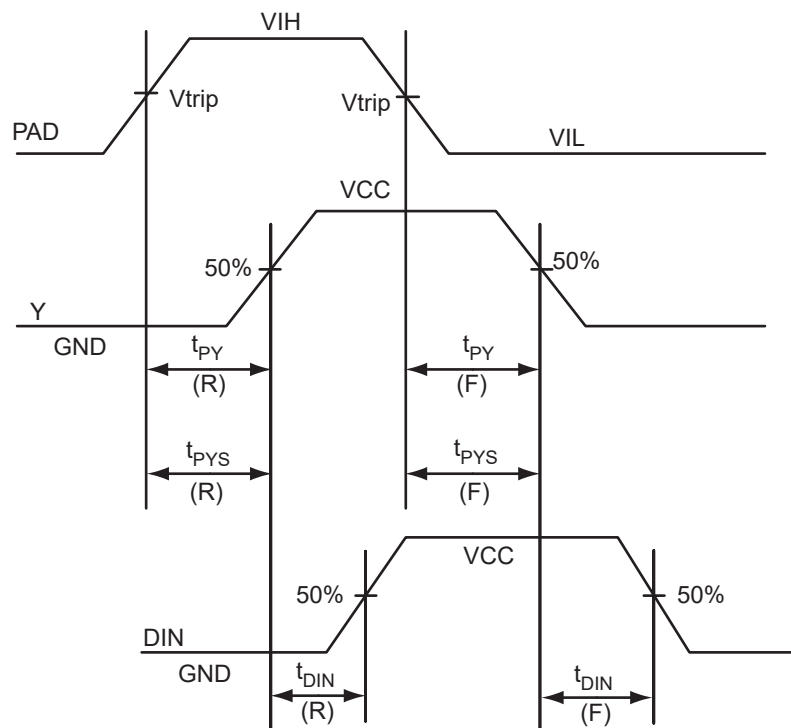 VIH
Vtrip
Vtrip
PAD
VIL
VCC
50%
50%
Y
GND
tPY
(R)
tPY
(F)
tPYS
(R)
tPYS
(F)
VCC
50%
50%
DIN
GND
tDIN
(R)
tDIN
(F)